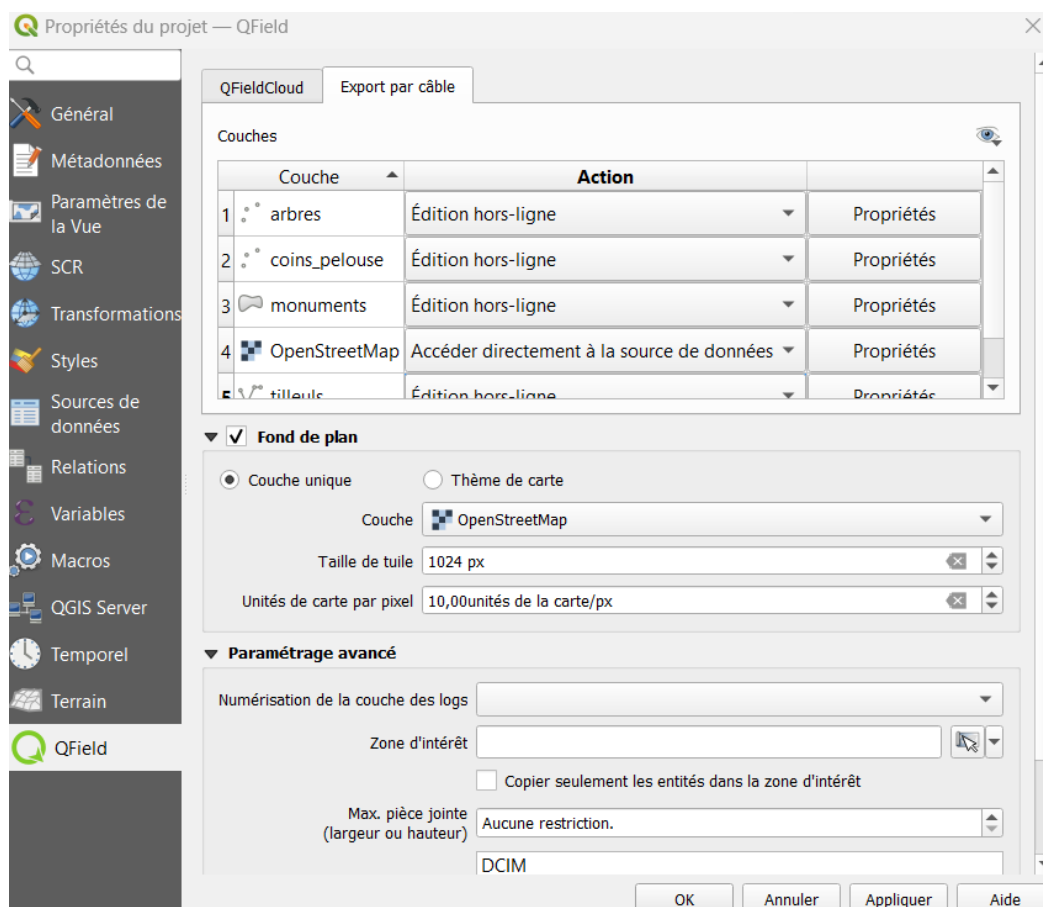 Propriétés du projet — QField
Général
Métadonnées
Paramètres de
la Vue
SCR
Transformations
Styles
Sources de
données
Relations
Variables
Macros
QGIS Server
Temporel
Terrain
QField
QFieldCloud
Export par câble
Couches
Couche Action
1 arbres Édition hors-ligne Propriétés
2 coins_pelouse Édition hors-ligne Propriétés
3 monuments Édition hors-ligne Propriétés
4 OpenStreetMap Accéder directement à la source de données Propriétés
5 tilleuls Édition hors-ligne Propriétés
Fond de plan
Couche unique Thème de carte
Couche OpenStreetMap
Taille de tuile 1024 px
Unités de carte par pixel 10,00unités de la carte/px
Paramétrage avancé
Numérisation de la couche des logs
Zone d'intérêt
Copier seulement les entités dans la zone d'intérêt
Max. pièce jointe
(largeur ou hauteur) Aucune restriction.
DCIM
OK Annuler Appliquer Aide